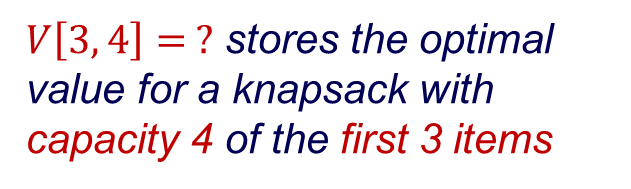 V[3, 4] = ? stores the optimal
value for a knapsack with
capacity 4 of the first 3 items